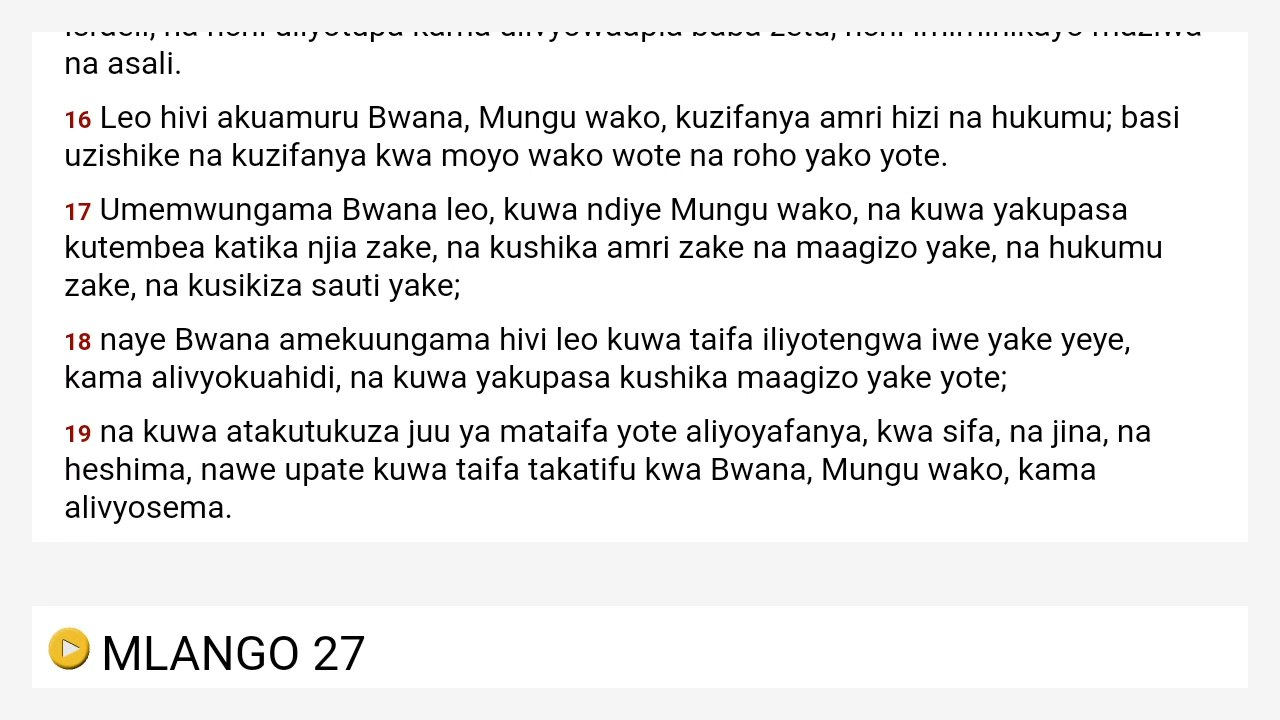 na asali.
16 Leo hivi akuamuru Bwana, Mungu wako, kuzifanya amri hizi na hukumu; basi
uzishike na kuzifanya kwa moyo wako wote na roho yako yote.
17 Umemwungama Bwana leo, kuwa ndiye Mungu wako, na kuwa yakupasa
kutembea katika njia zake, na kushika amri zake na maagizo yake, na hukumu
zake, na kusikiza sauti yake;
18 naye Bwana amekuungama hivi leo kuwa taifa iliyotengwa iwe yake yeye,
kama alivyokuahidi, na kuwa yakupasa kushika maagizo yake yote;
19 na kuwa atakutukuza juu ya mataifa yote aliyoyafanya, kwa sifa, na jina, na
heshima, nawe upate kuwa taifa takatifu kwa Bwana, Mungu wako, kama
alivyosema.
MLANGO 27